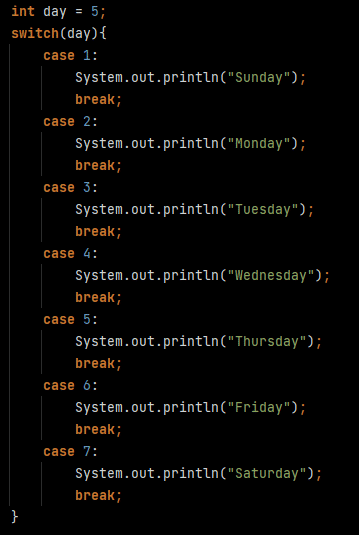 int day = 5;
switch(day){
    case 1:
        System.out.println("Sunday");
        break;
    case 2:
        System.out.println("Monday");
        break;
    case 3:
        System.out.println("Tuesday");
        break;
    case 4:
        System.out.println("Wednesday");
        break;
    case 5:
        System.out.println("Thursday");
        break;
    case 6:
        System.out.println("Friday");
        break;
    case 7:
        System.out.println("Saturday");
        break;
}